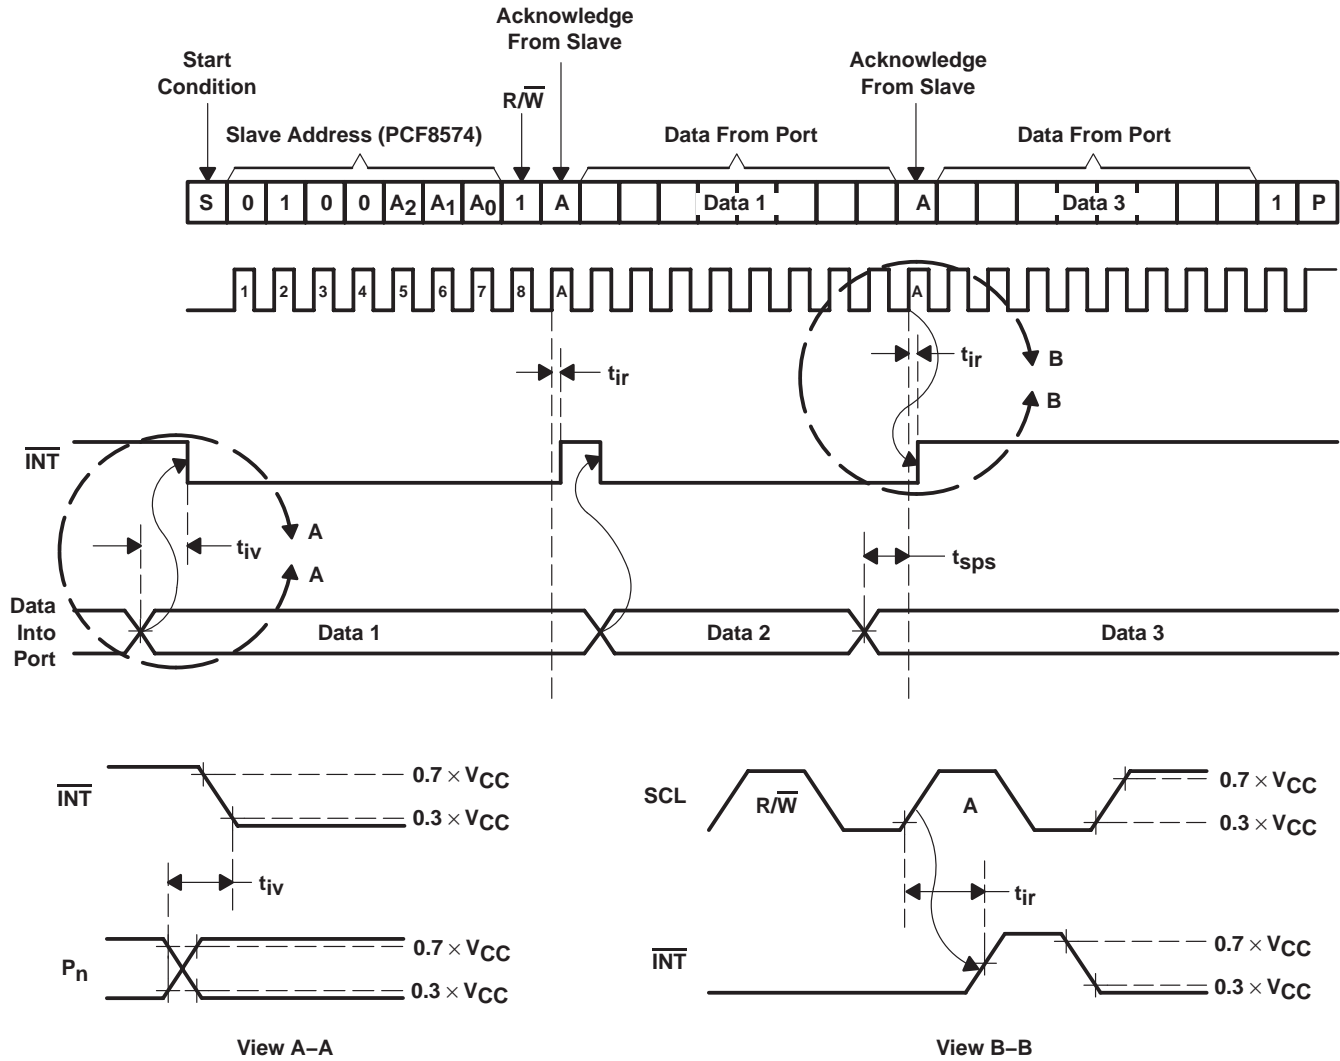 Acknowledge
From Slave
Start
Condition
R/W̅
Acknowledge
From Slave
Slave Address (PCF8574)
Data From Port
Data From Port
S 0 1 0 0 A2 A1 A0 1 A Data 1 A Data 3 1 P
1 2 3 4 5 6 7 8 A A
tir
tir
B
B
I̅N̅T̅
A
tiv
A
tsps
Data
Into
Port
Data 1
Data 2
Data 3
I̅N̅T̅
0.7 × VCC
0.3 × VCC
tiv
Pn
0.7 × VCC
0.3 × VCC
View A–A
SCL
R/W̅
A
0.7 × VCC
0.3 × VCC
tir
I̅N̅T̅
0.7 × VCC
0.3 × VCC
View B–B